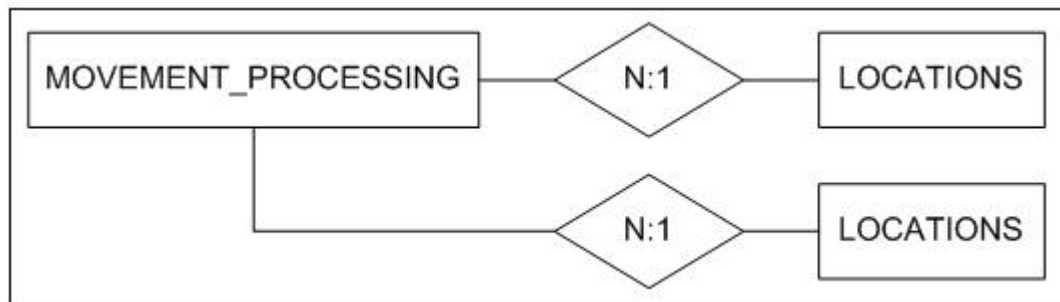 MOVEMENT_PROCESSING
N:1
LOCATIONS
N:1
LOCATIONS